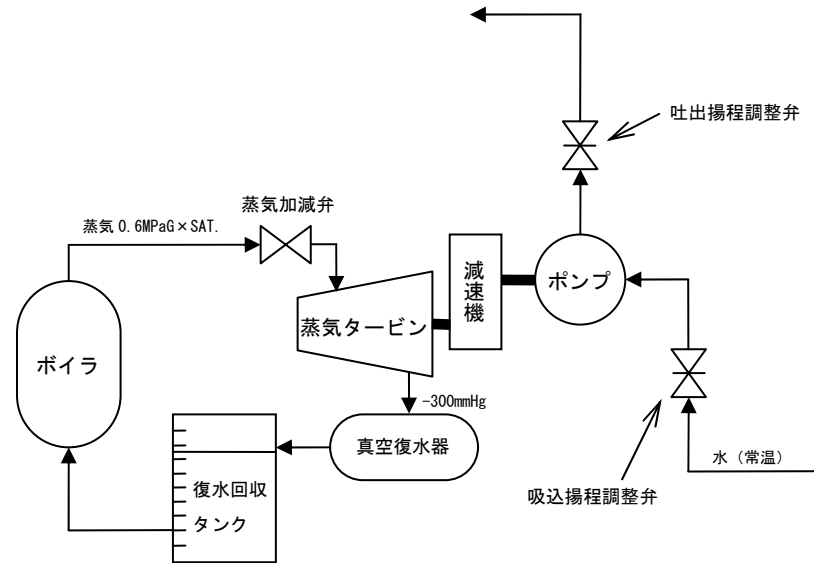 吐出揚程調整弁
蒸気加減弁
蒸気 0.6MPaG×SAT.
減速機
ポンプ
蒸気タービン
ボイラ
-300mmHg
真空復水器
水（常温）
復水回収
タンク
吸込揚程調整弁